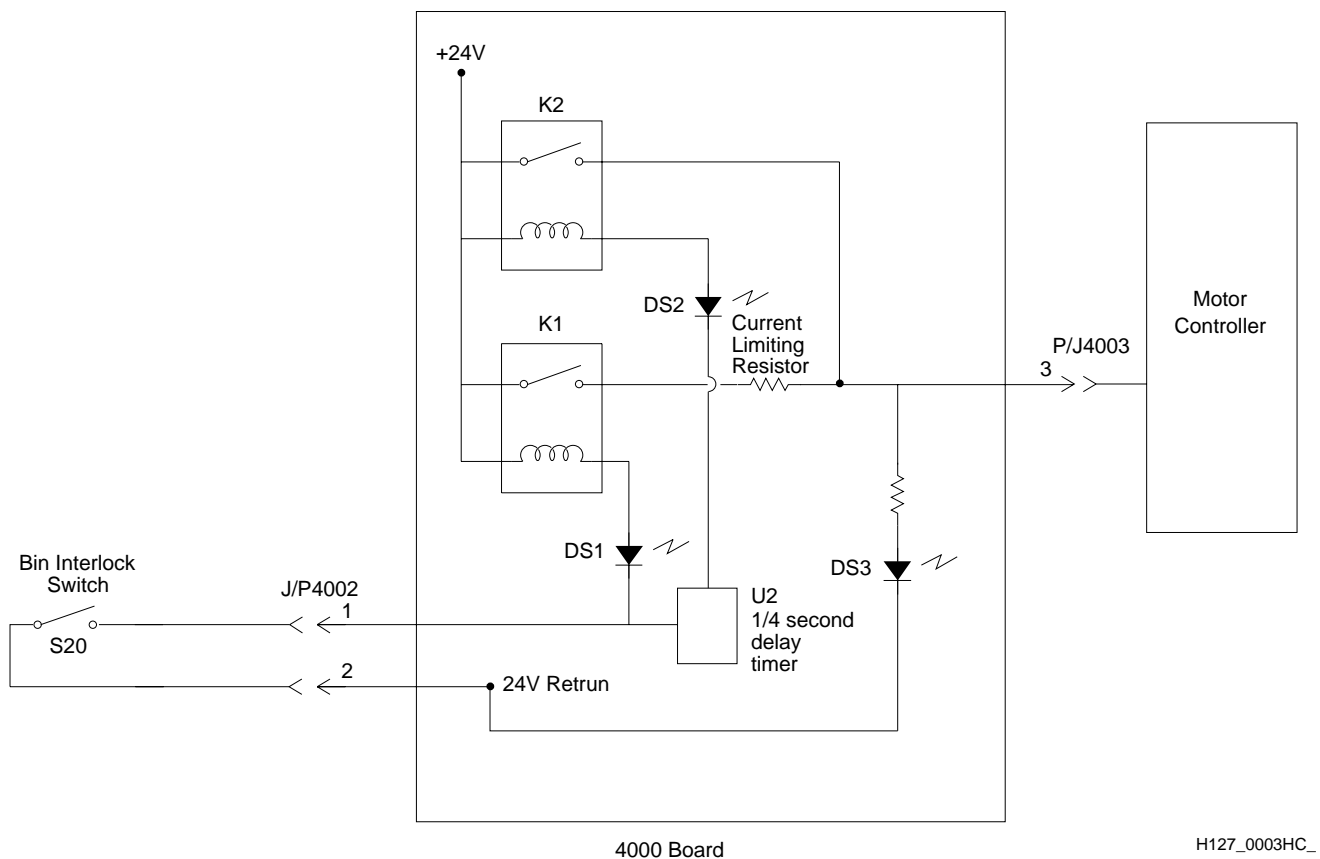 +24V
K2
DS2
K1
Current
Limiting
Resistor
Motor
Controller
P/J4003
3
DS1
DS3
Bin Interlock
Switch
S20
J/P4002
1
U2
1/4 second
delay
timer
2
24V Retrun
4000 Board
H127_0003HC_